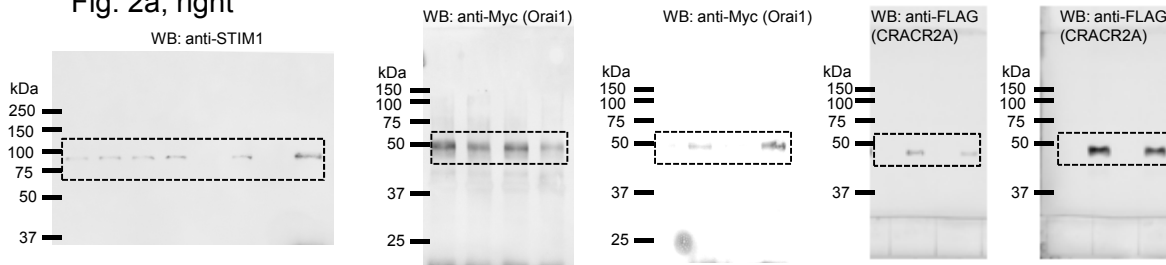 Fig. 2a, right
WB: anti-STIM1
kDa
250
150
100
75
50
37
WB: anti-Myc (Orai1)
kDa
150
100
75
50
37
25
WB: anti-Myc (Orai1)
kDa
150
100
75
50
37
25
WB: anti-FLAG
(CRACR2A)
kDa
150
100
75
50
37
WB: anti-FLAG
(CRACR2A)
kDa
150
100
75
50
37